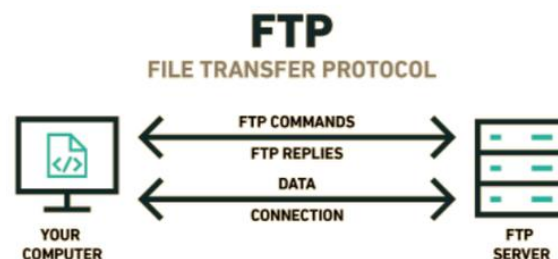 FTP
FILE TRANSFER PROTOCOL
FTP COMMANDS
FTP REPLIES
DATA
CONNECTION
</>
YOUR
COMPUTER
FTP
SERVER